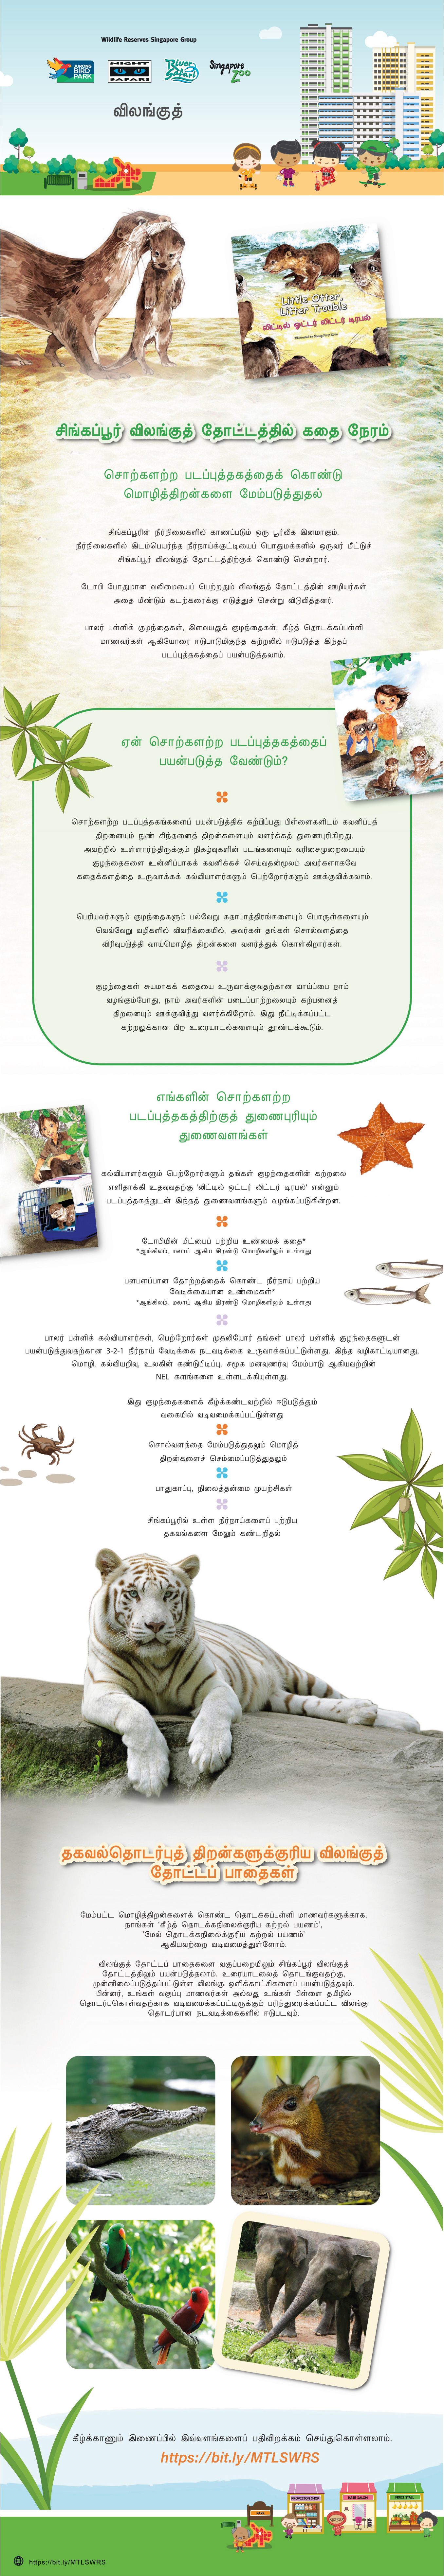 Wildlife Reserves Singapore Group
JURONG BIRD PARK
NIGHT SAFARI
River Safari
Singapore Zoo
விலங்குத்
Little Otter,
Litter Trouble
லிட்டில் ஒட்டர் லிட்டர் டிரபல்
சிங்கப்பூர் விலங்குத் தோட்டத்தில் கதை நேரம்
சொற்களற்ற படப்புத்தகத்தைக் கொண்டு
மொழித்திறன்களை மேம்படுத்துதல்
சிங்கப்பூரின் நீர்நிலைகளில் காணப்படும் ஒரு பூர்வீக இனமாகும்.
நீர்நிலைகளில் இடம்பெயர்ந்த நீர்நாய்க்குட்டியைப் பொதுமக்களில் ஒருவர் மீட்டுச்
சிங்கப்பூர் விலங்குத் தோட்டத்திற்குக் கொண்டு சென்றார்.
டோபி போதுமான வலிமையைப் பெற்றதும் விலங்குத் தோட்டத்தின் ஊழியர்கள்
அதை மீண்டும் கடற்கரைக்கு எடுத்துச் சென்று விடுவித்தனர்.
பாலர் பள்ளிக் குழந்தைகள், இளவயதுக் குழந்தைகள், கீழ்த் தொடக்கப்பள்ளி
மாணவர்கள் ஆகியோரை ஈடுபாடுமிகுந்த கற்றலில் ஈடுபடுத்த இந்தப்
படப்புத்தகத்தைப் பயன்படுத்தலாம்.
ஏன் சொற்களற்ற படப்புத்தகத்தைப்
பயன்படுத்த வேண்டும்?
சொற்களற்ற படப்புத்தகங்களைப் பயன்படுத்திக் கற்பிப்பது பிள்ளைகளிடம் கவனிப்புத்
திறனையும் நுண் சிந்தனைத் திறன்களையும் வளர்க்கத் துணைபுரிகிறது.
அவற்றில் உள்ளார்ந்திருக்கும் நிகழ்வுகளின் படங்களையும் வரிசைமுறையையும்
குழந்தைகளை உன்னிப்பாகக் கவனிக்கச் செய்வதன்மூலம் அவர்களாகவே
கதைக்களத்தை உருவாக்கக் கல்வியாளர்களும் பெற்றோர்களும் ஊக்குவிக்கலாம்.
பெரியவர்களும் குழந்தைகளும் பல்வேறு கதாபாத்திரங்களையும் பொருள்களையும்
வெவ்வேறு வழிகளில் விவரிக்கையில், அவர்கள் தங்கள் சொல்வளத்தை
விரிவுபடுத்தி வாய்மொழித் திறன்களை வளர்த்துக் கொள்கிறார்கள்.
குழந்தைகள் சுயமாகக் கதையை உருவாக்குவதற்கான வாய்ப்பை நாம்
வழங்கும்போது, நாம் அவர்களின் படைப்பாற்றலையும் கற்பனைத்
திறனையும் ஊக்குவித்து வளர்க்கிறோம். இது நீட்டிக்கப்பட்ட
கற்றலுக்கான பிற உரையாடல்களையும் தூண்டக்கூடும்.
எங்களின் சொற்களற்ற
படப்புத்தகத்திற்குத் துணைபுரியும்
துணைவளங்கள்
கல்வியாளர்களும் பெற்றோர்களும் தங்கள் குழந்தைகளின் கற்றலை
எளிதாக்கி உதவுவதற்கு 'லிட்டில் ஒட்டர் லிட்டர் டிரபல்' என்னும்
படப்புத்தகத்துடன் இந்தத் துணைவளங்களும் வழங்கப்படுகின்றன.
டோபியின் மீட்பைப் பற்றிய உண்மைக் கதை*
*ஆங்கிலம், மலாய் ஆகிய இரண்டு மொழிகளிலும் உள்ளது
பளபளப்பான தோற்றத்தைக் கொண்ட நீர்நாய் பற்றிய
வேடிக்கையான உண்மைகள்*
*ஆங்கிலம், மலாய் ஆகிய இரண்டு மொழிகளிலும் உள்ளது
பாலர் பள்ளிக் கல்வியாளர்கள், பெற்றோர்கள் முதலியோர் தங்கள் பாலர் பள்ளிக் குழந்தைகளுடன்
பயன்படுத்துவதற்கான 3-2-1 நீர்நாய் வேடிக்கை நடவடிக்கை உருவாக்கப்பட்டுள்ளது. இந்த வழிகாட்டியானது,
மொழி, கல்வியறிவு, உலகின் கண்டுபிடிப்பு, சமூக மனவுணர்வு மேம்பாடு ஆகியவற்றின்
NEL களங்களை உள்ளடக்கியுள்ளது.
இது குழந்தைகளைக் கீழ்க்கண்டவற்றில் ஈடுபடுத்தும்
வகையில் வடிவமைக்கப்பட்டுள்ளது
சொல்வளத்தை மேம்படுத்துதலும் மொழித்
திறன்களைச் செம்மைப்படுத்துதலும்
பாதுகாப்பு, நிலைத்தன்மை முயற்சிகள்
சிங்கப்பூரில் உள்ள நீர்நாய்களைப் பற்றிய
தகவல்களை மேலும் கண்டறிதல்
தகவல்தொடர்புத் திறன்களுக்குரிய விலங்குத்
தோட்டப் பாதைகள்
மேம்பட்ட மொழித்திறன்களைக் கொண்ட தொடக்கப்பள்ளி மாணவர்களுக்காக,
நாங்கள் 'கீழ்த் தொடக்கநிலைக்குரிய கற்றல் பயணம்',
'மேல் தொடக்கநிலைக்குரிய கற்றல் பயணம்'
ஆகியவற்றை வடிவமைத்துள்ளோம்.
விலங்குத் தோட்டப் பாதைகளை வகுப்பறையிலும் சிங்கப்பூர் விலங்குத்
தோட்டத்திலும் பயன்படுத்தலாம். உரையாடலைத் தொடங்குவதற்கு,
முன்னிலைப்படுத்தப்பட்டுள்ள விலங்கு ஒளிக்காட்சிகளைப் பயன்படுத்தவும்.
பின்னர், உங்கள் வகுப்பு மாணவர்கள் அல்லது உங்கள் பிள்ளை தமிழில்
தொடர்புகொள்வதற்காக வடிவமைக்கப்பட்டிருக்கும் பரிந்துரைக்கப்பட்ட விலங்கு
தொடர்பான நடவடிக்கைகளில் ஈடுபடவும்.
கீழ்க்காணும் இணைப்பில் இவ்வளங்களைப் பதிவிறக்கம் செய்துகொள்ளலாம்.
https://bit.ly/MTLSWRS
PROVISION SHOP
HAIR SALON
FRUIT STALL
https://bit.ly/MTLSWRS